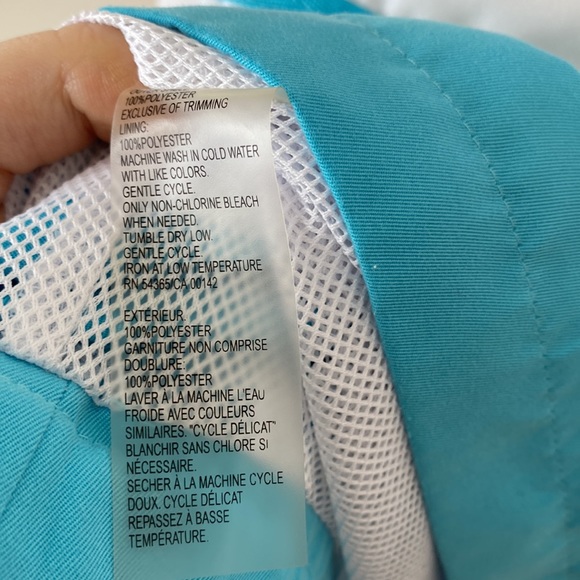 100%POLYESTER
EXCLUSIVE OF TRIMMING
LINING:
100%POLYESTER
MACHINE WASH IN COLD WATER
WITH LIKE COLORS.
GENTLE CYCLE.
ONLY NON-CHLORINE BLEACH
WHEN NEEDED.
TUMBLE DRY LOW.
GENTLE CYCLE.
IRON AT LOW TEMPERATURE
RN 54365/CA 00142
EXTÉRIEUR:
100%POLYESTER
GARNITURE NON COMPRISE
DOUBLURE:
100%POLYESTER
LAVER À LA MACHINE L'EAU
FROIDE AVEC COULEURS
SIMILAIRES. "CYCLE DÉLICAT"
BLANCHIR SANS CHLORE SI
NÉCESSAIRE.
SECHER À LA MACHINE CYCLE
DOUX. CYCLE DÉLICAT
REPASSEZ À BASSE
TEMPÉRATURE.